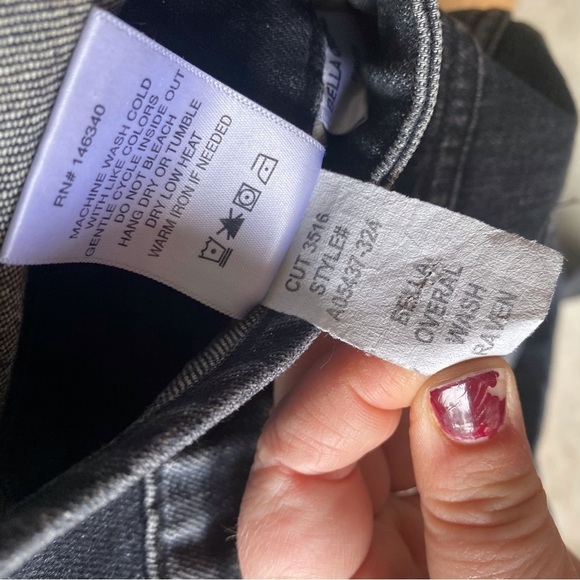 RN# 146340
MACHINE WASH COLD
WITH LIKE COLORS
GENTLE CYCLE INSIDE OUT
DO NOT BLEACH
HANG DRY OR TUMBLE
DRY LOW HEAT
WARM IRON IF NEEDED
CUT 3516
STYLE#
A05437-324
BELLA
OVERAL
WASH
RAVEN